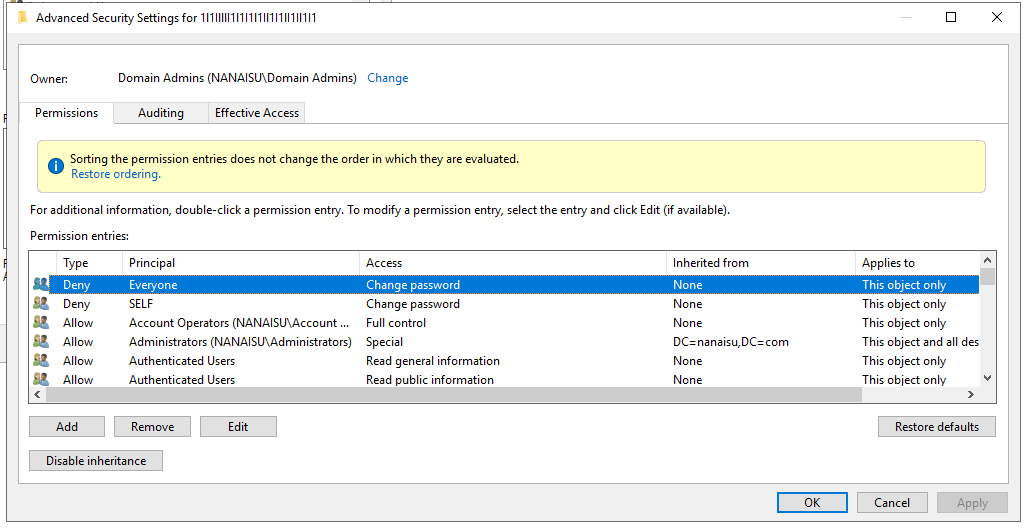 Advanced Security Settings for 1I1IIIII1I1I1I1II1I1II1II1I1
Owner: Domain Admins (NANAISU\Domain Admins) Change
Permissions Auditing Effective Access
Sorting the permission entries does not change the order in which they are evaluated.
Restore ordering.
For additional information, double-click a permission entry. To modify a permission entry, select the entry and click Edit (if available).
Permission entries:
Type Principal Access Inherited from Applies to
Deny Everyone Change password None This object only
Deny SELF Change password None This object only
Allow Account Operators (NANAISU\Account ... Full control None This object only
Allow Administrators (NANAISU\Administrators) Special DC=nanaisu,DC=com This object and all des
Allow Authenticated Users Read general information None This object only
Allow Authenticated Users Read public information None This object only
Add Remove Edit Restore defaults
Disable inheritance
OK Cancel Apply